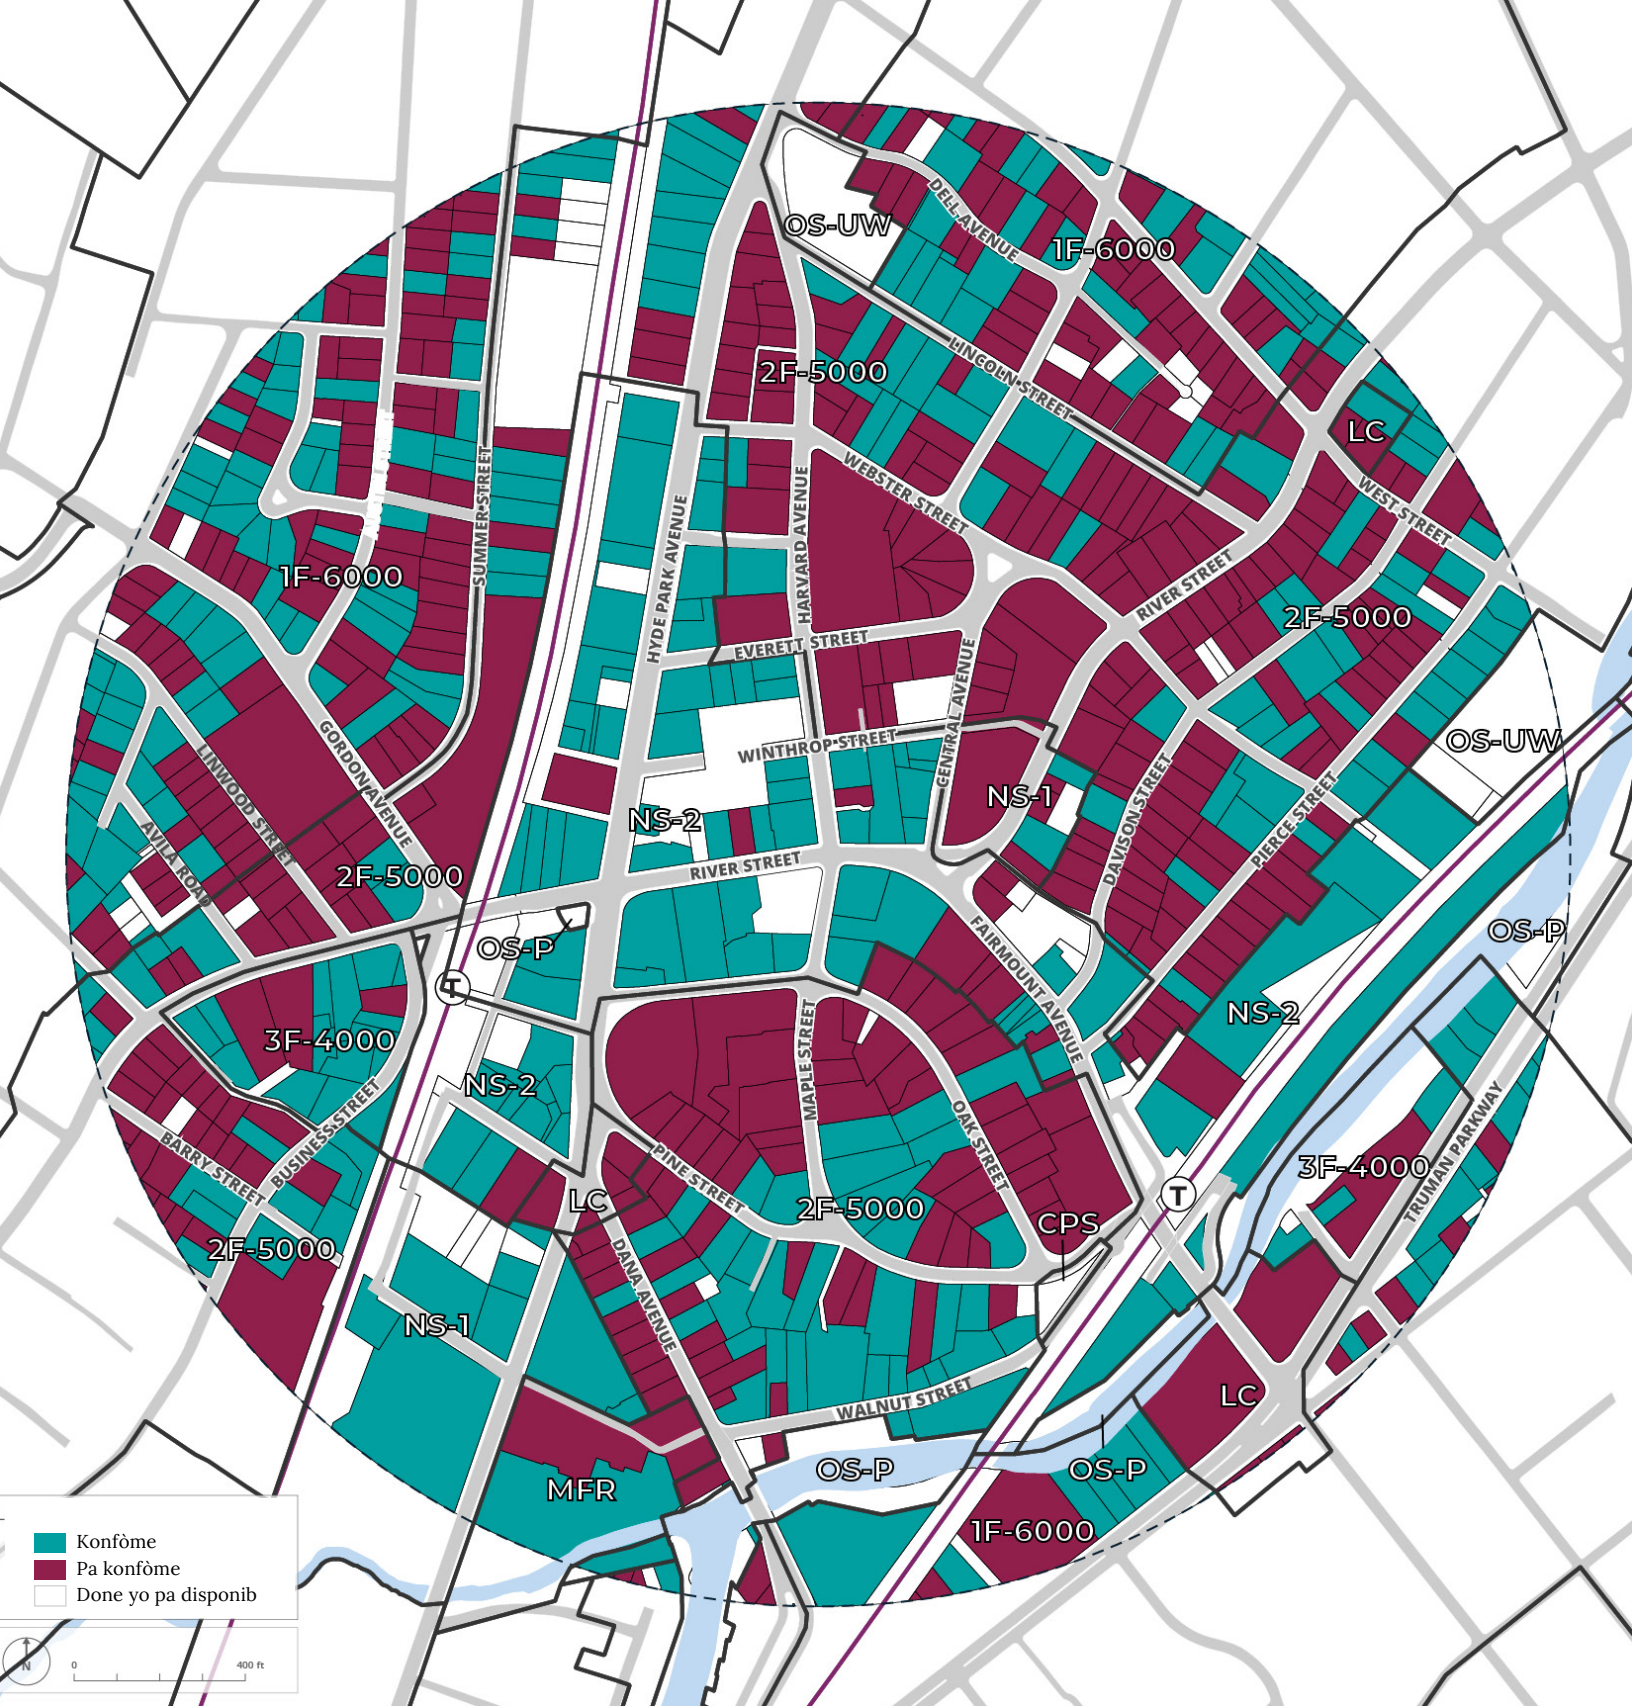 OS-UW
DELL AVENUE
1F-6000
2F-5000
LINCOLN STREET
LC
WEBSTER STREET
WEST STREET
SUMMER STREET
HYDE PARK AVENUE
HARVARD AVENUE
1F-6000
RIVER STREET
2F-5000
EVERETT STREET
CENTRAL AVENUE
WINTHROP STREET
OS-UW
GORDON AVENUE
LINWOOD STREET
NS-1
NS-2
DAVISON STREET
PIERCE STREET
AVILA ROAD
2F-5000
RIVER STREET
OS-P
FAIRMOUNT AVENUE
OS-P
T
NS-2
3F-4000
MAPLE STREET
NS-2
OAK STREET
BUSINESS STREET
BARRY STREET
PINE STREET
3F-4000
TRUMAN PARKWAY
T
LC
2F-5000
CPS
2F-5000
DANA AVENUE
NS-1
WALNUT STREET
LC
MFR
OS-P
OS-P
1F-6000
Konfòme
Pa konfòme
Done yo pa disponib
N
0
400 ft